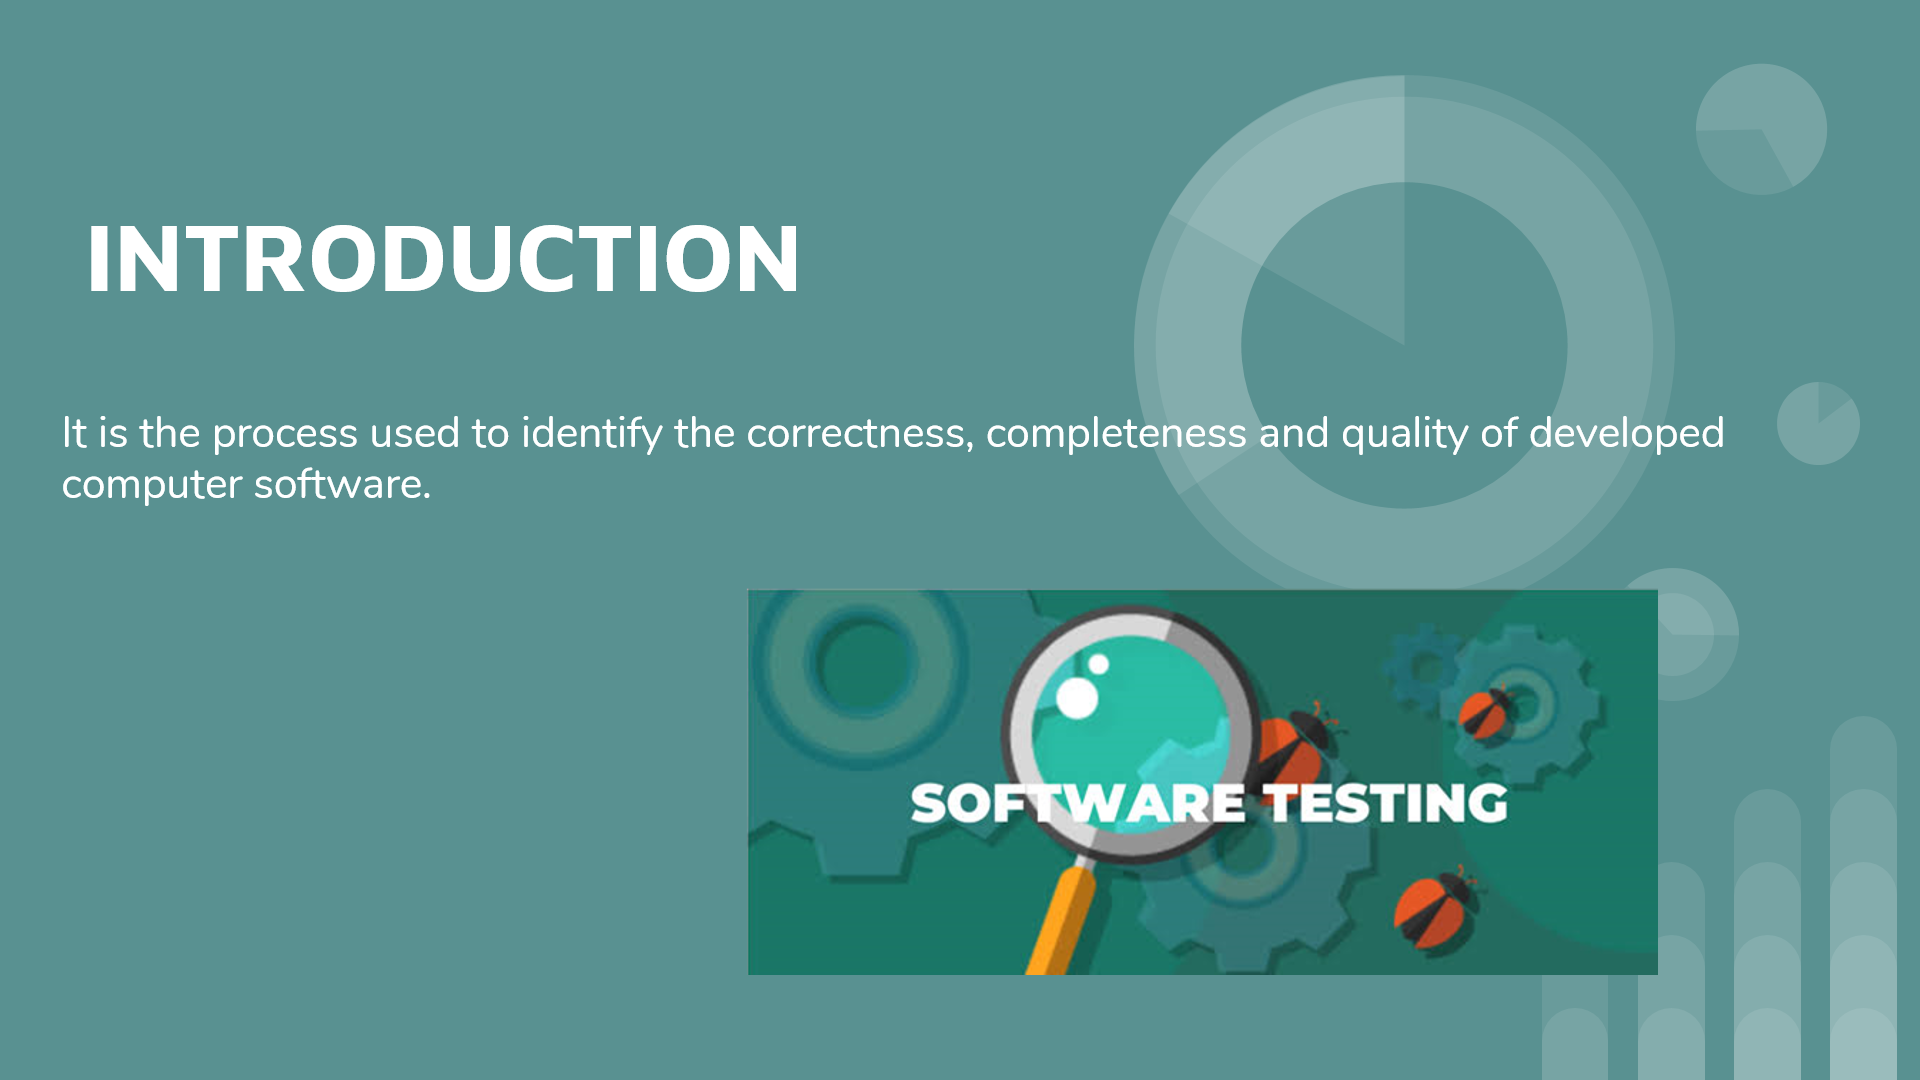 INTRODUCTION
It is the process used to identify the correctness, completeness and quality of developed
computer software.
SOFTWARE TESTING